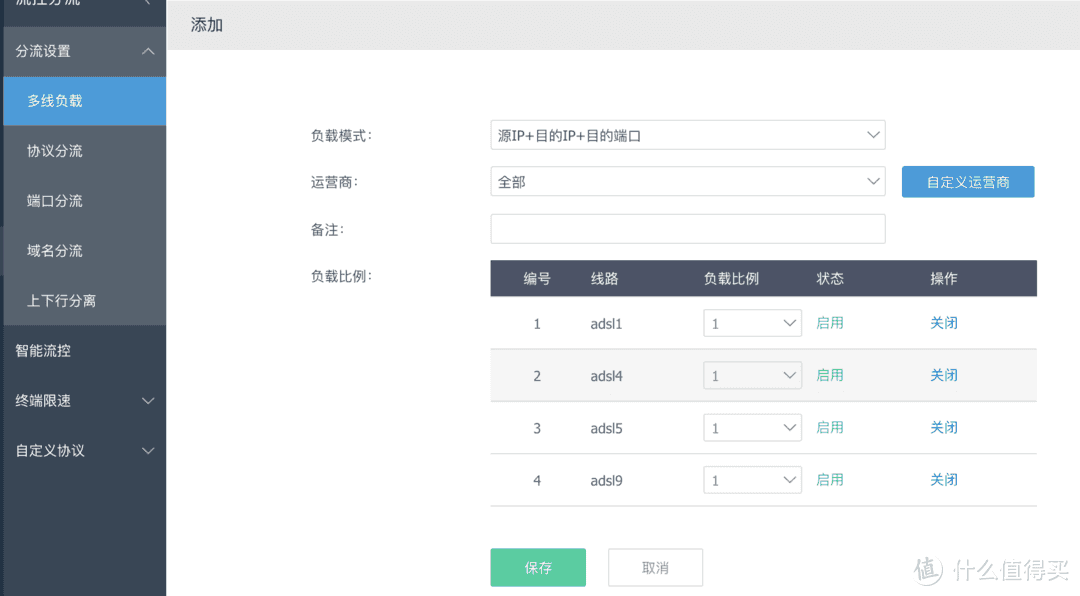 流控分流
添加
分流设置
多线负载
协议分流
端口分流
域名分流
上下行分离
智能流控
终端限速
自定义协议
负载模式：
源IP+目的IP+目的端口
运营商：
全部
自定义运营商
备注：
负载比例：
编号 线路 负载比例 状态 操作
1 adsl1 1 启用 关闭
2 adsl4 1 启用 关闭
3 adsl5 1 启用 关闭
4 adsl9 1 启用 关闭
保存 取消
值 什么值得买